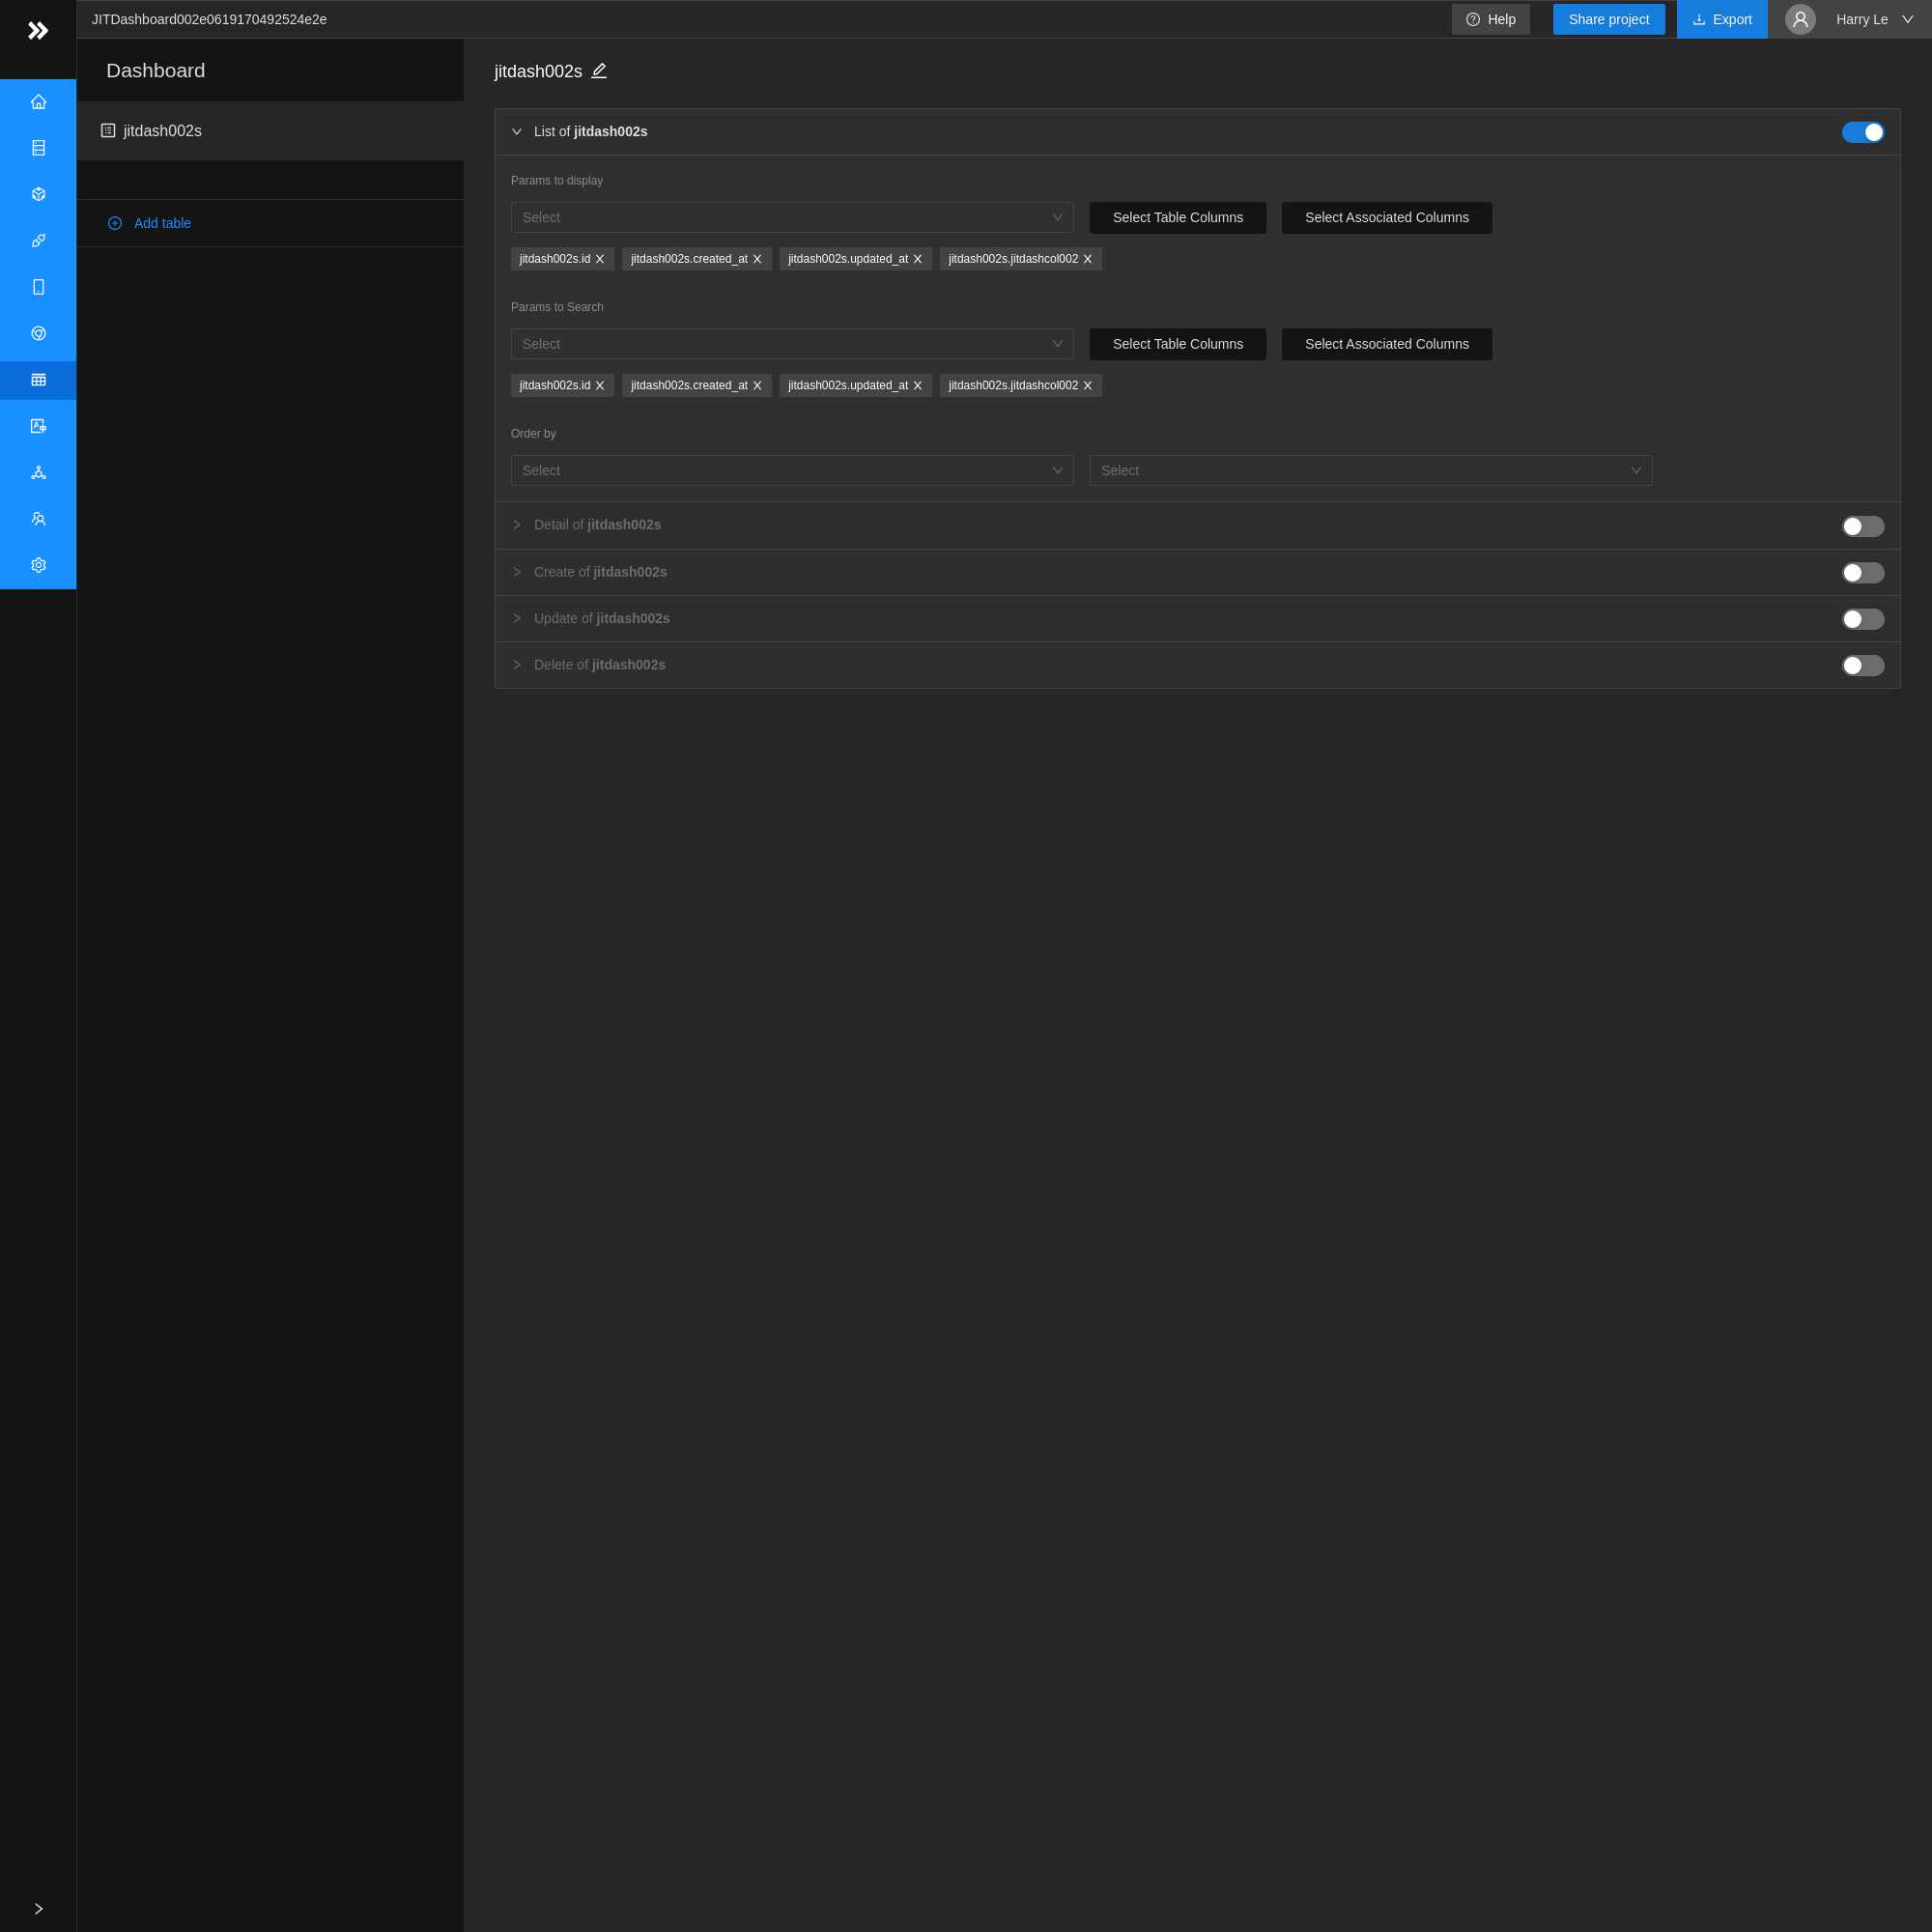 JITDashboard002e0619170492524e2e
Help
Share project
Export
Harry Le
Dashboard
jitdash002s
Add table
jitdash002s
List of jitdash002s
Params to display
Select
Select Table Columns
Select Associated Columns
jitdash002s.id
jitdash002s.created_at
jitdash002s.updated_at
jitdash002s.jitdashcol002
Params to Search
Select
Select Table Columns
Select Associated Columns
jitdash002s.id
jitdash002s.created_at
jitdash002s.updated_at
jitdash002s.jitdashcol002
Order by
Select
Select
Detail of jitdash002s
Create of jitdash002s
Update of jitdash002s
Delete of jitdash002s